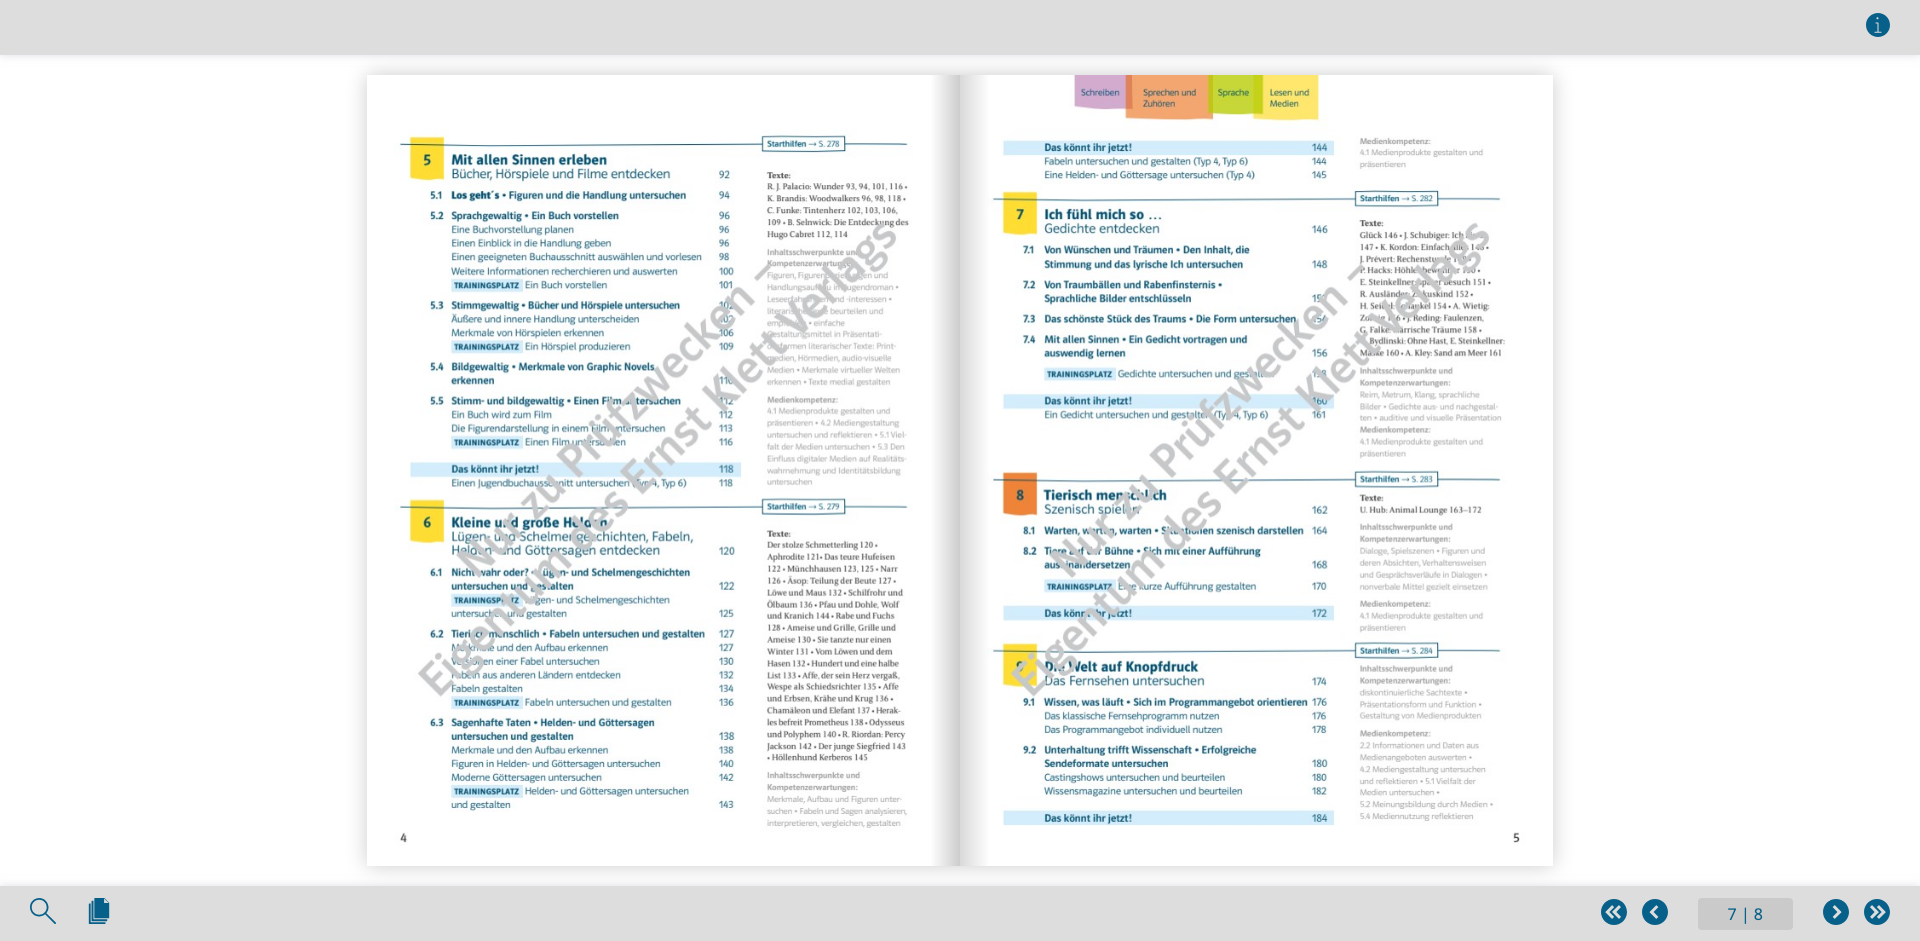 Starthilfen → S. 278
5 Mit allen Sinnen erleben
Bücher, Hörspiele und Filme entdecken 92
5.1 Los geht´s • Figuren und die Handlung untersuchen 94
5.2 Sprachgewaltig • Ein Buch vorstellen 96
Eine Buchvorstellung planen 96
Einen Einblick in die Handlung geben 96
Einen geeigneten Buchausschnitt auswählen und vorlesen 98
Weitere Informationen recherchieren und auswerten 100
TRAININGSPLATZ Ein Buch vorstellen 101
5.3 Stimmgewaltig • Bücher und Hörspiele untersuchen
Äußere und innere Handlung unterscheiden
Merkmale von Hörspielen erkennen 106
TRAININGSPLATZ Ein Hörspiel produzieren 109
5.4 Bildgewaltig • Merkmale von Graphic Novels
erkennen 110
5.5 Stimm- und bildgewaltig • Einen Film untersuchen 112
Ein Buch wird zum Film 112
Die Figurendarstellung in einem Film untersuchen 113
TRAININGSPLATZ Einen Film untersuchen 116
Das könnt ihr jetzt! 118
Einen Jugendbuchausschnitt untersuchen (Typ 4, Typ 6) 118
Texte:
R. J. Palacio: Wunder 93, 94, 101, 116 •
K. Brandis: Woodwalkers 96, 98, 118 •
C. Funke: Tintenherz 102, 103, 106,
109 • B. Selnwick: Die Entdeckung des
Hugo Cabret 112, 114
Inhaltsschwerpunkte und
Kompetenzerwartungen:
Figuren, und
Handlungsaufbau in Jugendroman •
und -interessen •
beurteilen und
• einfache
Gestaltungsmittel in Präsentati-
onsformen literarischer Texte: Print-
medien, Hörmedien, audio-visuelle
Medien • Merkmale virtueller Welten
erkennen • Texte medial gestalten
Medienkompetenz:
4.1 Medienprodukte gestalten und
präsentieren • 4.2 Mediengestaltung
untersuchen und reflektieren • 5.1 Viel-
falt der Medien untersuchen • 5.3 Den
Einfluss digitaler Medien auf Realitäts-
wahrnehmung und Identitätsbildung
untersuchen
Starthilfen → S. 279
6 Kleine und große Helden
Lügen- und Schelmengeschichten, Fabeln,
Helden- und Göttersagen entdecken 120
6.1 Nicht wahr oder? • Lügen- und Schelmengeschichten
untersuchen und gestalten 122
TRAININGSPLATZ Lügen- und Schelmengeschichten
untersuchen und gestalten 125
6.2 Tierisch menschlich • Fabeln untersuchen und gestalten 127
Merkmale und den Aufbau erkennen 127
Versionen einer Fabel untersuchen 130
Fabeln aus anderen Ländern entdecken 132
Fabeln gestalten 134
TRAININGSPLATZ Fabeln untersuchen und gestalten 136
6.3 Sagenhafte Taten • Helden- und Göttersagen
untersuchen und gestalten 138
Merkmale und den Aufbau erkennen 138
Figuren in Helden- und Göttersagen untersuchen 140
Moderne Göttersagen untersuchen 142
TRAININGSPLATZ Helden- und Göttersagen untersuchen
und gestalten 143
Texte:
Der stolze Schmetterling 120 •
Aphrodite 121• Das teure Hufeisen
122 • Münchhausen 123, 125 • Narr
126 • Äsop: Teilung der Beute 127 •
Löwe und Maus 132 • Schilfrohr und
Ölbaum 136 • Pfau und Dohle, Wolf
und Kranich 144 • Rabe und Fuchs
128 • Ameise und Grille, Grille und
Ameise 130 • Sie tanzte nur einen
Winter 131 • Vom Löwen und dem
Hasen 132 • Hundert und eine halbe
List 133 • Affe, der sein Herz vergaß,
Wespe als Schiedsrichter 135 • Affe
und Erbsen, Krähe und Krug 136 •
Chamäleon und Elefant 137 • Herak-
les befreit Prometheus 138 • Odysseus
und Polyphem 140 • R. Riordan: Percy
Jackson 142 • Der junge Siegfried 143
• Höllenhund Kerberos 145
Inhaltsschwerpunkte und
Kompetenzerwartungen:
Merkmale, Aufbau und Figuren unter-
suchen • Fabeln und Sagen analysieren,
interpretieren, vergleichen, gestalten
4
Nur zu Prüfzwecken –
Eigentum des Ernst Klett Verlags
Schreiben
Sprechen und
Zuhören
Sprache
Lesen und
Medien
Das könnt ihr jetzt! 144
Fabeln untersuchen und gestalten (Typ 4, Typ 6) 144
Eine Helden- und Göttersage untersuchen (Typ 4) 145
Medienkompetenz:
4.1 Medienprodukte gestalten und
präsentieren
Starthilfen → S. 282
7 Ich fühl mich so …
Gedichte entdecken 146
7.1 Von Wünschen und Träumen • Den Inhalt, die
Stimmung und das lyrische Ich untersuchen 148
7.2 Von Traumbällen und Rabenfinsternis •
Sprachliche Bilder entschlüsseln
7.3 Das schönste Stück des Traums • Die Form untersuchen 154
7.4 Mit allen Sinnen • Ein Gedicht vortragen und
auswendig lernen 156
TRAININGSPLATZ Gedichte untersuchen und gestalten
Das könnt ihr jetzt! 160
Ein Gedicht untersuchen und gestalten (Typ 4, Typ 6) 161
Texte:
Glück 146 • J. Schubiger: Ich
147 • K. Kordon: Einfach alles 148 •
J. Prévert: Rechenstunde
P. Hacks: Höhlenbewohner 150 •
E. Steinkellner: später Besuch 151 •
R. Ausländer: 152 •
H. 154 • A. Wietig:
J. Reding: Faulenzen,
G. Falke: Närrische Träume 158 •
Bydlinski: Ohne Hast, E. Steinkellner:
Maske 160 • A. Kley: Sand am Meer 161
Inhaltsschwerpunkte und
Kompetenzerwartungen:
Reim, Metrum, Klang, sprachliche
Bilder • Gedichte aus- und nachgestal-
ten • auditive und visuelle Präsentation
Medienkompetenz:
4.1 Medienprodukte gestalten und
präsentieren
Starthilfen → S. 283
8 Tierisch menschlich
Szenisch spielen 162
8.1 Warten, warten, warten • Situationen szenisch darstellen 164
8.2 Tiere auf der Bühne • Sich mit einer Aufführung
auseinandersetzen 168
TRAININGSPLATZ Eine kurze Aufführung gestalten 170
Das könnt ihr jetzt! 172
Texte:
U. Hub: Animal Lounge 163–172
Inhaltsschwerpunkte und
Kompetenzerwartungen:
Dialoge, Spielszenen • Figuren und
deren Absichten, Verhaltensweisen
und Gesprächsverläufe in Dialogen •
nonverbale Mittel gezielt einsetzen
Medienkompetenz:
4.1 Medienprodukte gestalten und
präsentieren
Starthilfen → S. 284
9 Die Welt auf Knopfdruck
Das Fernsehen untersuchen 174
9.1 Wissen, was läuft • Sich im Programmangebot orientieren 176
Das klassische Fernsehprogramm nutzen 176
Das Programmangebot individuell nutzen 178
9.2 Unterhaltung trifft Wissenschaft • Erfolgreiche
Sendeformate untersuchen 180
Castingshows untersuchen und beurteilen 180
Wissensmagazine untersuchen und beurteilen 182
Das könnt ihr jetzt! 184
Inhaltsschwerpunkte und
Kompetenzerwartungen:
diskontinuierliche Sachtexte •
Präsentationsform und Funktion •
Gestaltung von Medienprodukten
Medienkompetenz:
2.2 Informationen und Daten aus
Medienangeboten auswerten •
4.2 Mediengestaltung untersuchen
und reflektieren • 5.1 Vielfalt der
Medien untersuchen •
5.2 Meinungsbildung durch Medien •
5.4 Mediennutzung reflektieren
5
Nur zu Prüfzwecken –
Eigentum des Ernst Klett Verlags
7 | 8